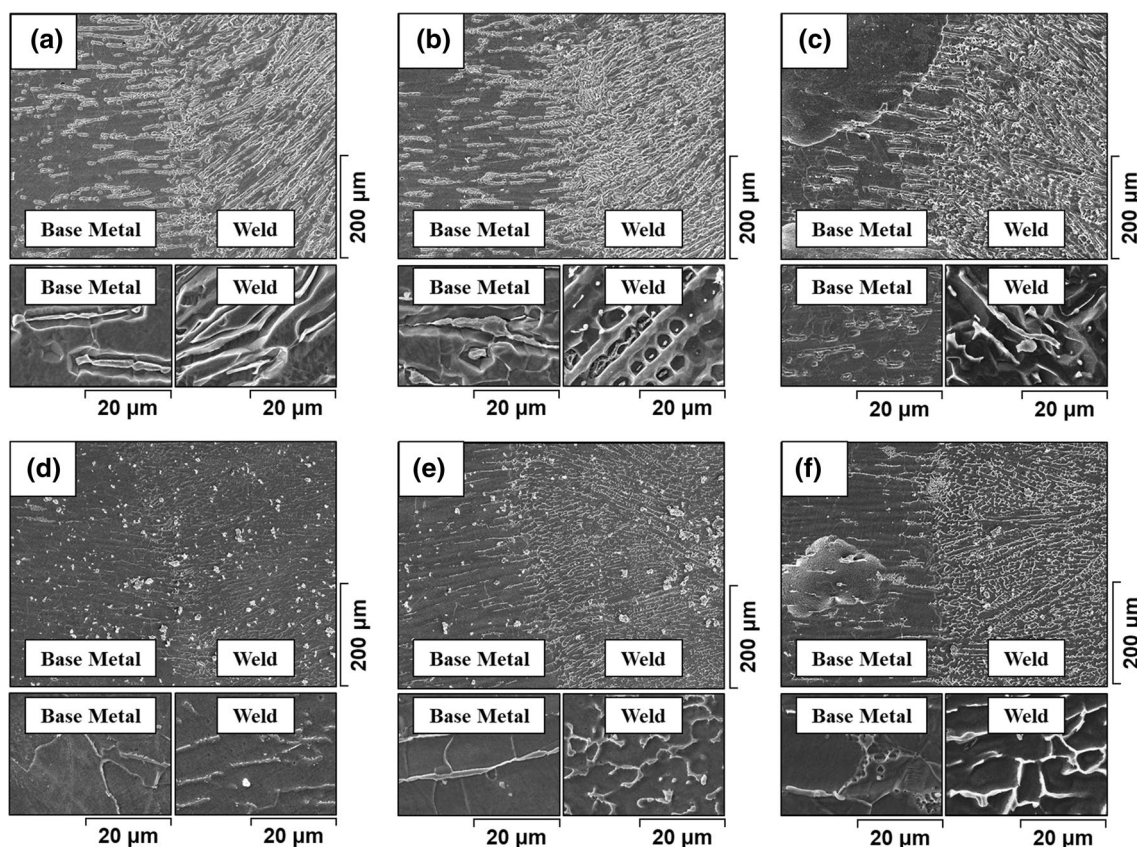 (a) (b) (c)
Base Metal Weld Base Metal Weld Base Metal Weld
200 µm 200 µm 200 µm
Base Metal Weld Base Metal Weld Base Metal Weld
20 µm 20 µm 20 µm 20 µm 20 µm 20 µm
(d) (e) (f)
Base Metal Weld Base Metal Weld Base Metal Weld
200 µm 200 µm 200 µm
Base Metal Weld Base Metal Weld Base Metal Weld
20 µm 20 µm 20 µm 20 µm 20 µm 20 µm